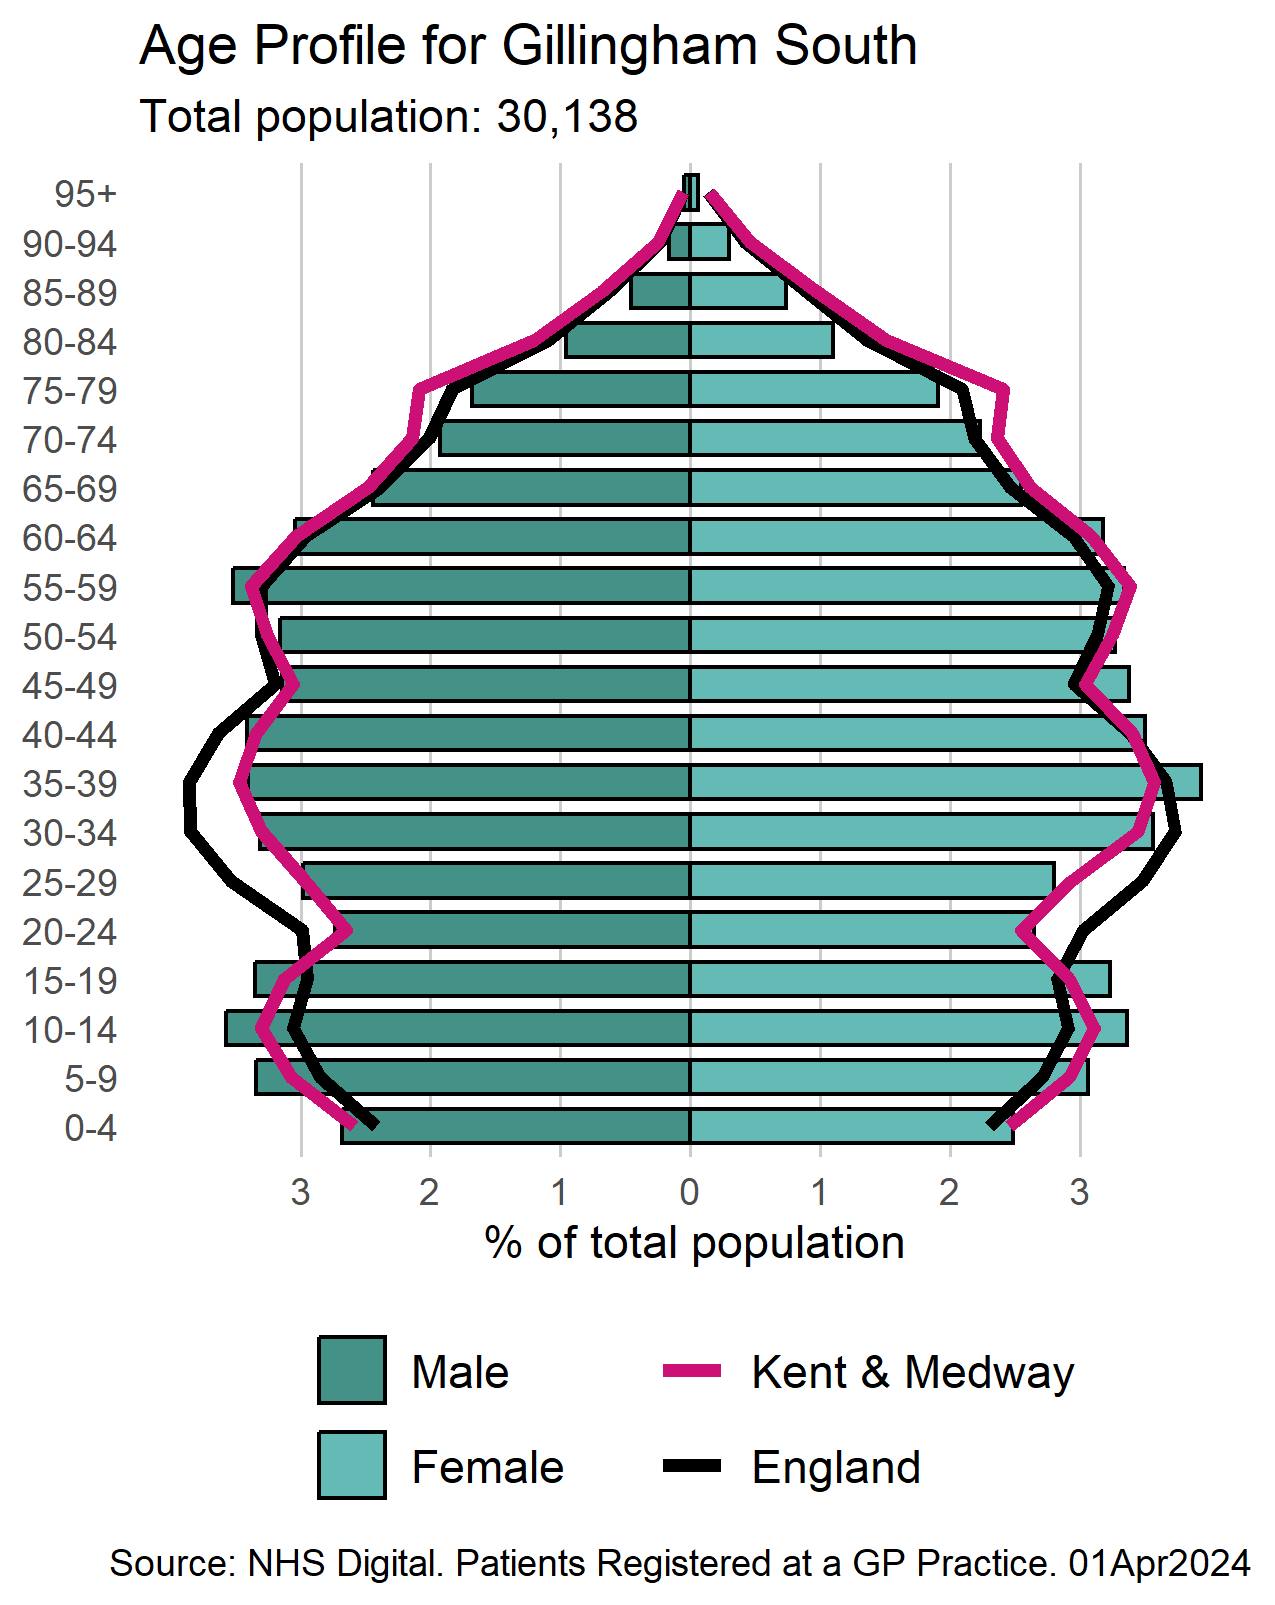 Age Profile for Gillingham South
Total population: 30,138
95+
90-94
85-89
80-84
75-79
70-74
65-69
60-64
55-59
50-54
45-49
40-44
35-39
30-34
25-29
20-24
15-19
10-14
5-9
0-4
3 2 1 0 1 2 3
% of total population
Male Kent & Medway
Female England
Source: NHS Digital. Patients Registered at a GP Practice. 01Apr2024